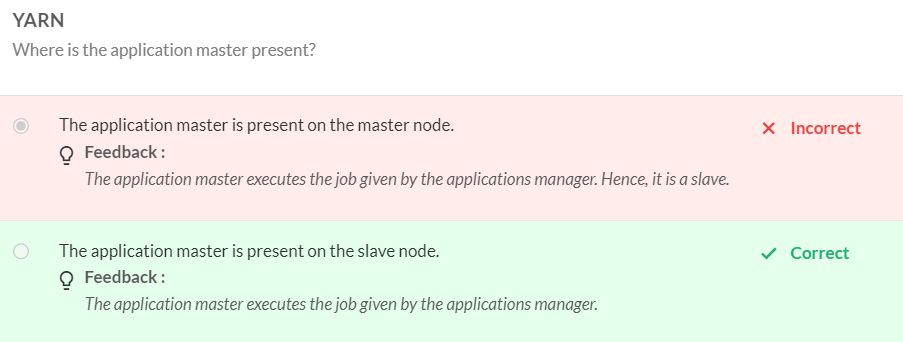 YARN
Where is the application master present?
The application master is present on the master node.
Incorrect
Feedback :
The application master executes the job given by the applications manager. Hence, it is a slave.
The application master is present on the slave node.
Correct
Feedback :
The application master executes the job given by the applications manager.